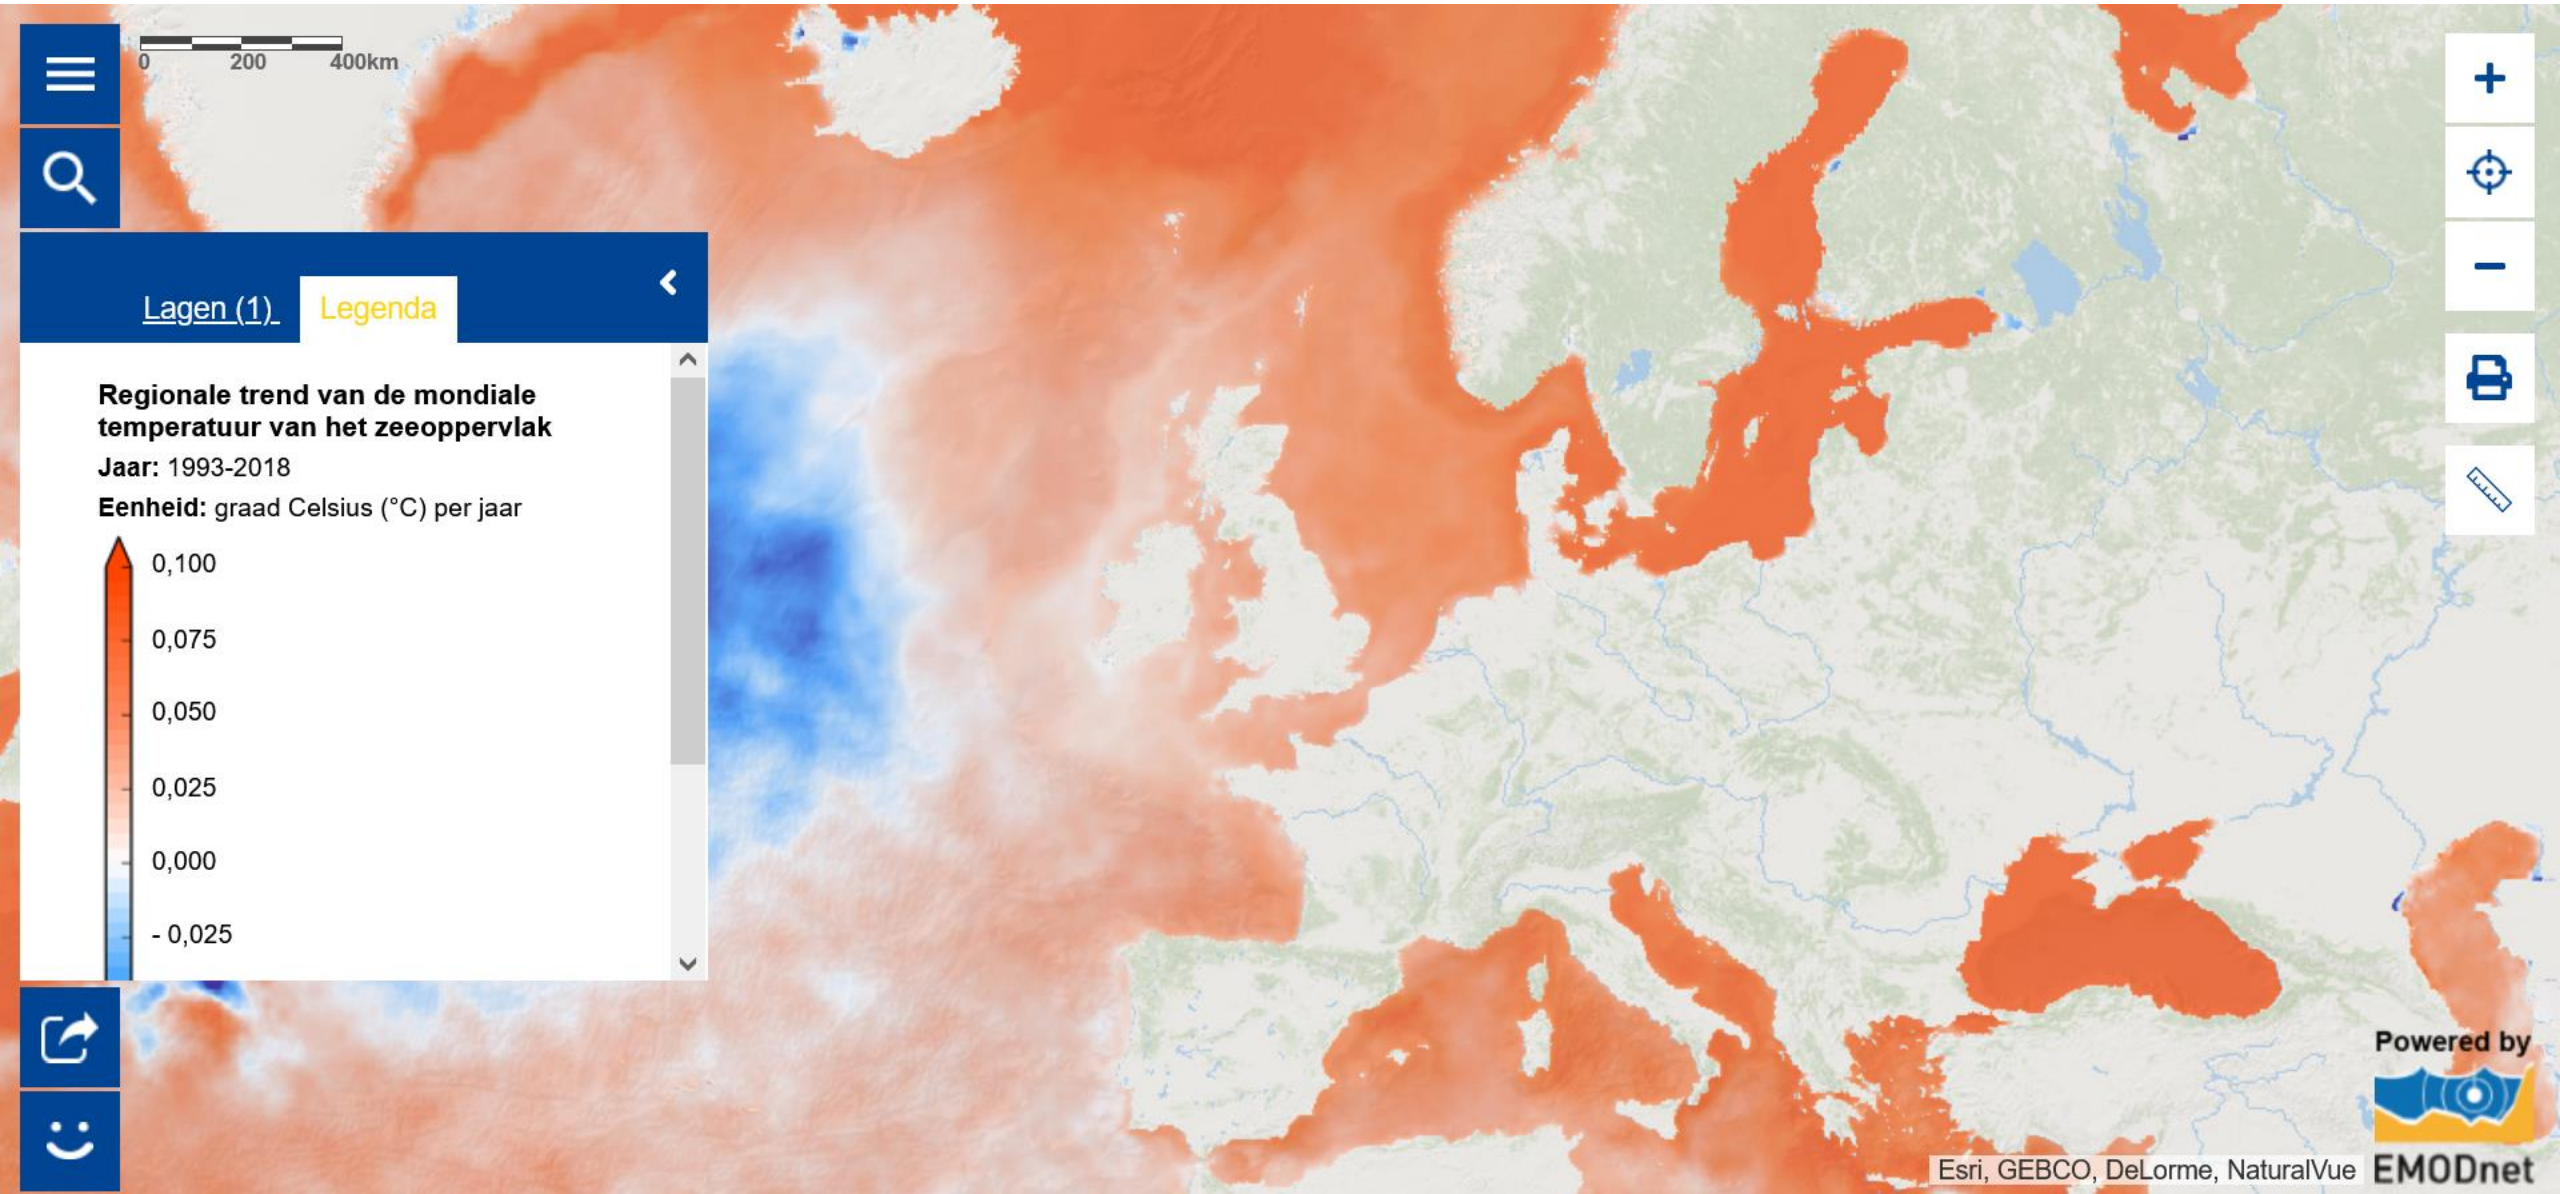 0 200 400km
Lagen (1) Legenda
Regionale trend van de mondiale
temperatuur van het zeeoppervlak
Jaar: 1993-2018
Eenheid: graad Celsius (°C) per jaar
0,100
0,075
0,050
0,025
0,000
- 0,025
Powered by
EMODnet
Esri, GEBCO, DeLorme, NaturalVue